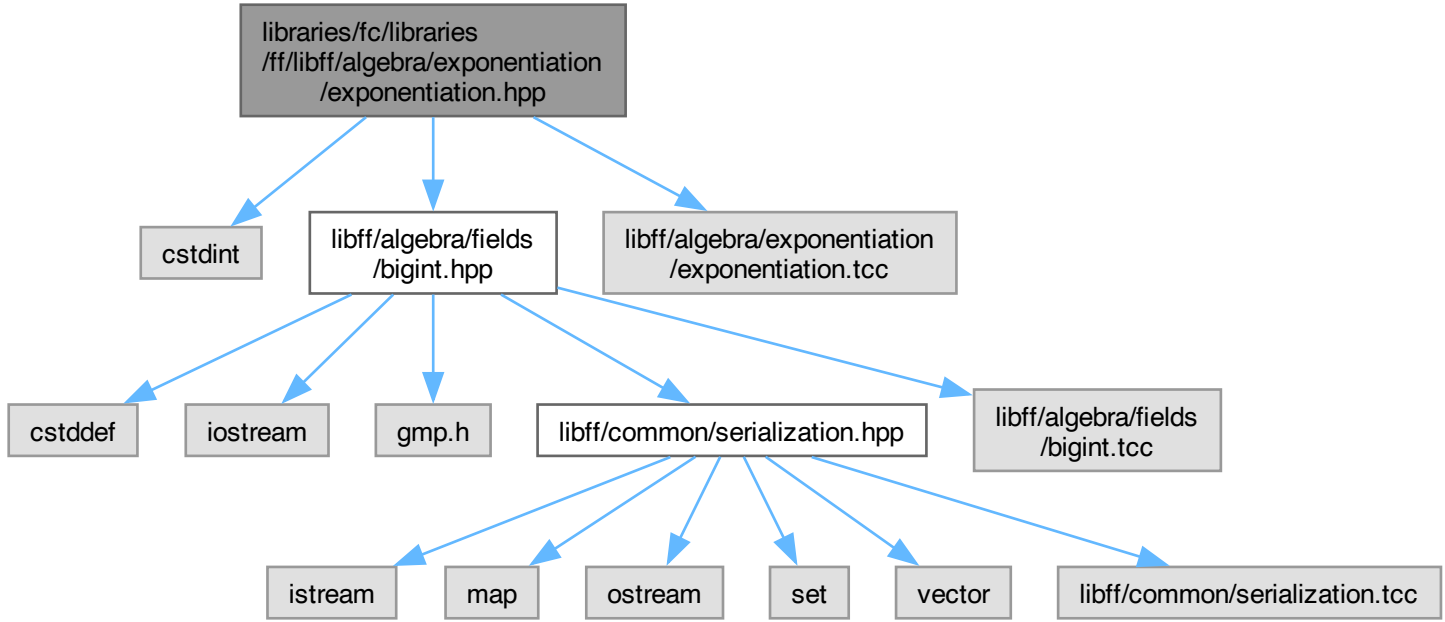 libraries/fc/libraries
/ff/libff/algebra/exponentiation
/exponentiation.hpp
cstdint
libff/algebra/fields
/bigint.hpp
libff/algebra/exponentiation
/exponentiation.tcc
cstddef
iostream
gmp.h
libff/common/serialization.hpp
libff/algebra/fields
/bigint.tcc
istream
map
ostream
set
vector
libff/common/serialization.tcc